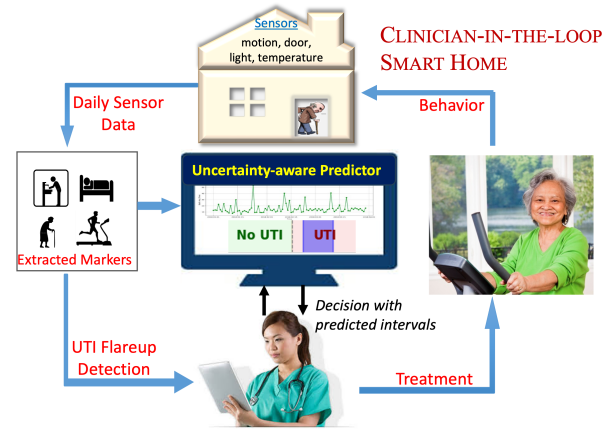 Sensors
motion, door,
light, temperature
CLINICIAN-IN-THE-LOOP
SMART HOME
Daily Sensor
Data
Behavior
Uncertainty-aware Predictor
No UTI
UTI
Extracted Markers
Decision with
predicted intervals
UTI Flareup
Detection
Treatment